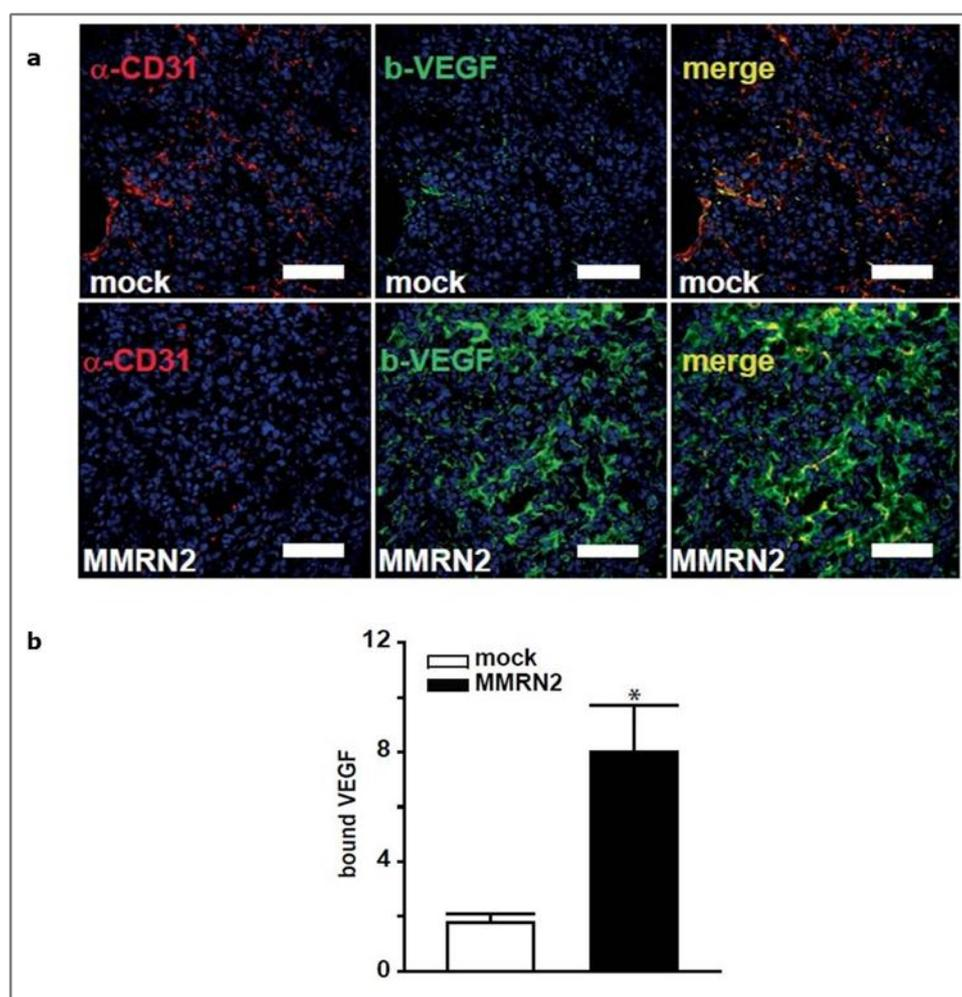 a
α-CD31
b-VEGF
merge
mock
mock
mock
α-CD31
b-VEGF
merge
MMRN2
MMRN2
MMRN2
b
12
8
4
0
bound VEGF
mock
MMRN2
*